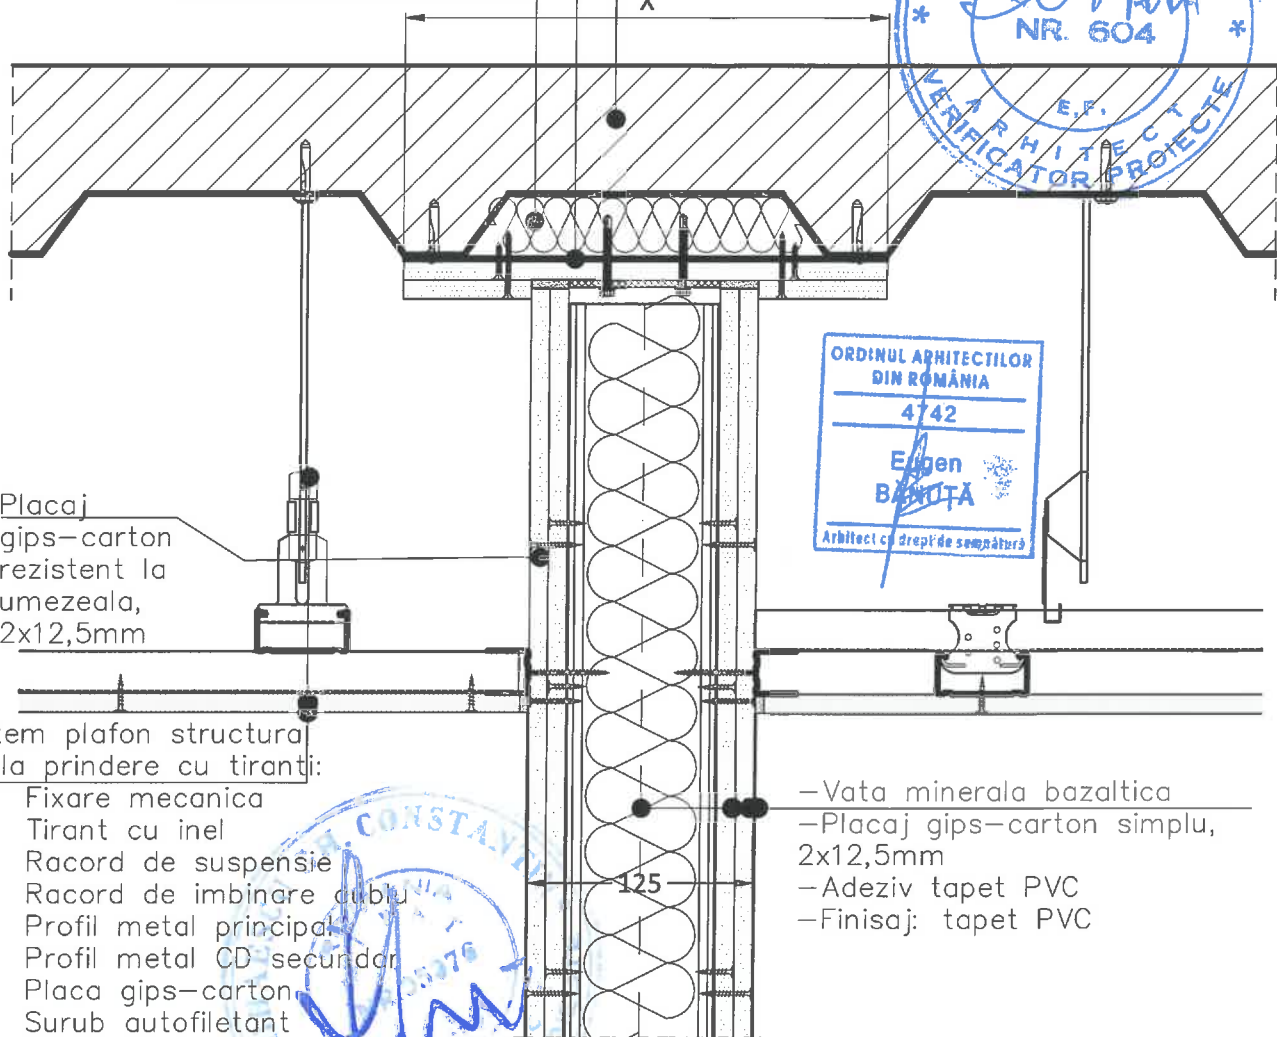 X
NR. 604
E.F.
ARHITECT
VERIFICATOR PROIECTE
ORDINUL ARHITECTILOR
DIN ROMÂNIA
4742
Eugen
BĂNUȚĂ
Arhitect cu drept de semnătură
Placaj
gips-carton
rezistent la
umezeala,
2x12,5mm
tem plafon structura
la prindere cu tiranti:
Fixare mecanica
Tirant cu inel
Racord de suspensie
Racord de imbinare dublu
Profil metal principal
Profil metal CD secundar
Placa gips-carton
Surub autofiletant
125
-Vata minerala bazaltica
-Placaj gips-carton simplu,
2x12,5mm
-Adeziv tapet PVC
-Finisaj: tapet PVC